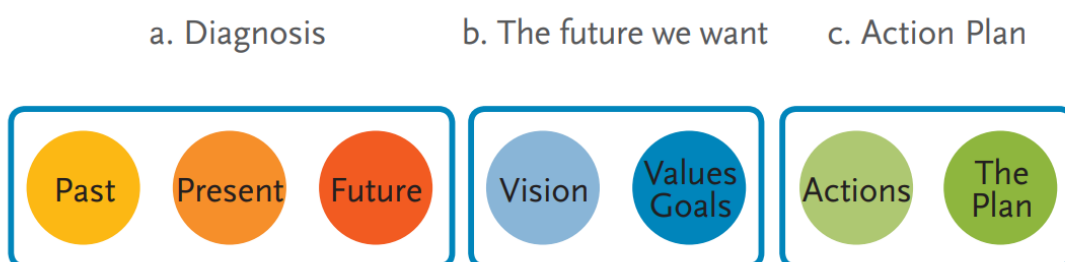 a. Diagnosis
b. The future we want
c. Action Plan
Past
Present
Future
Vision
Values
Goals
Actions
The
Plan